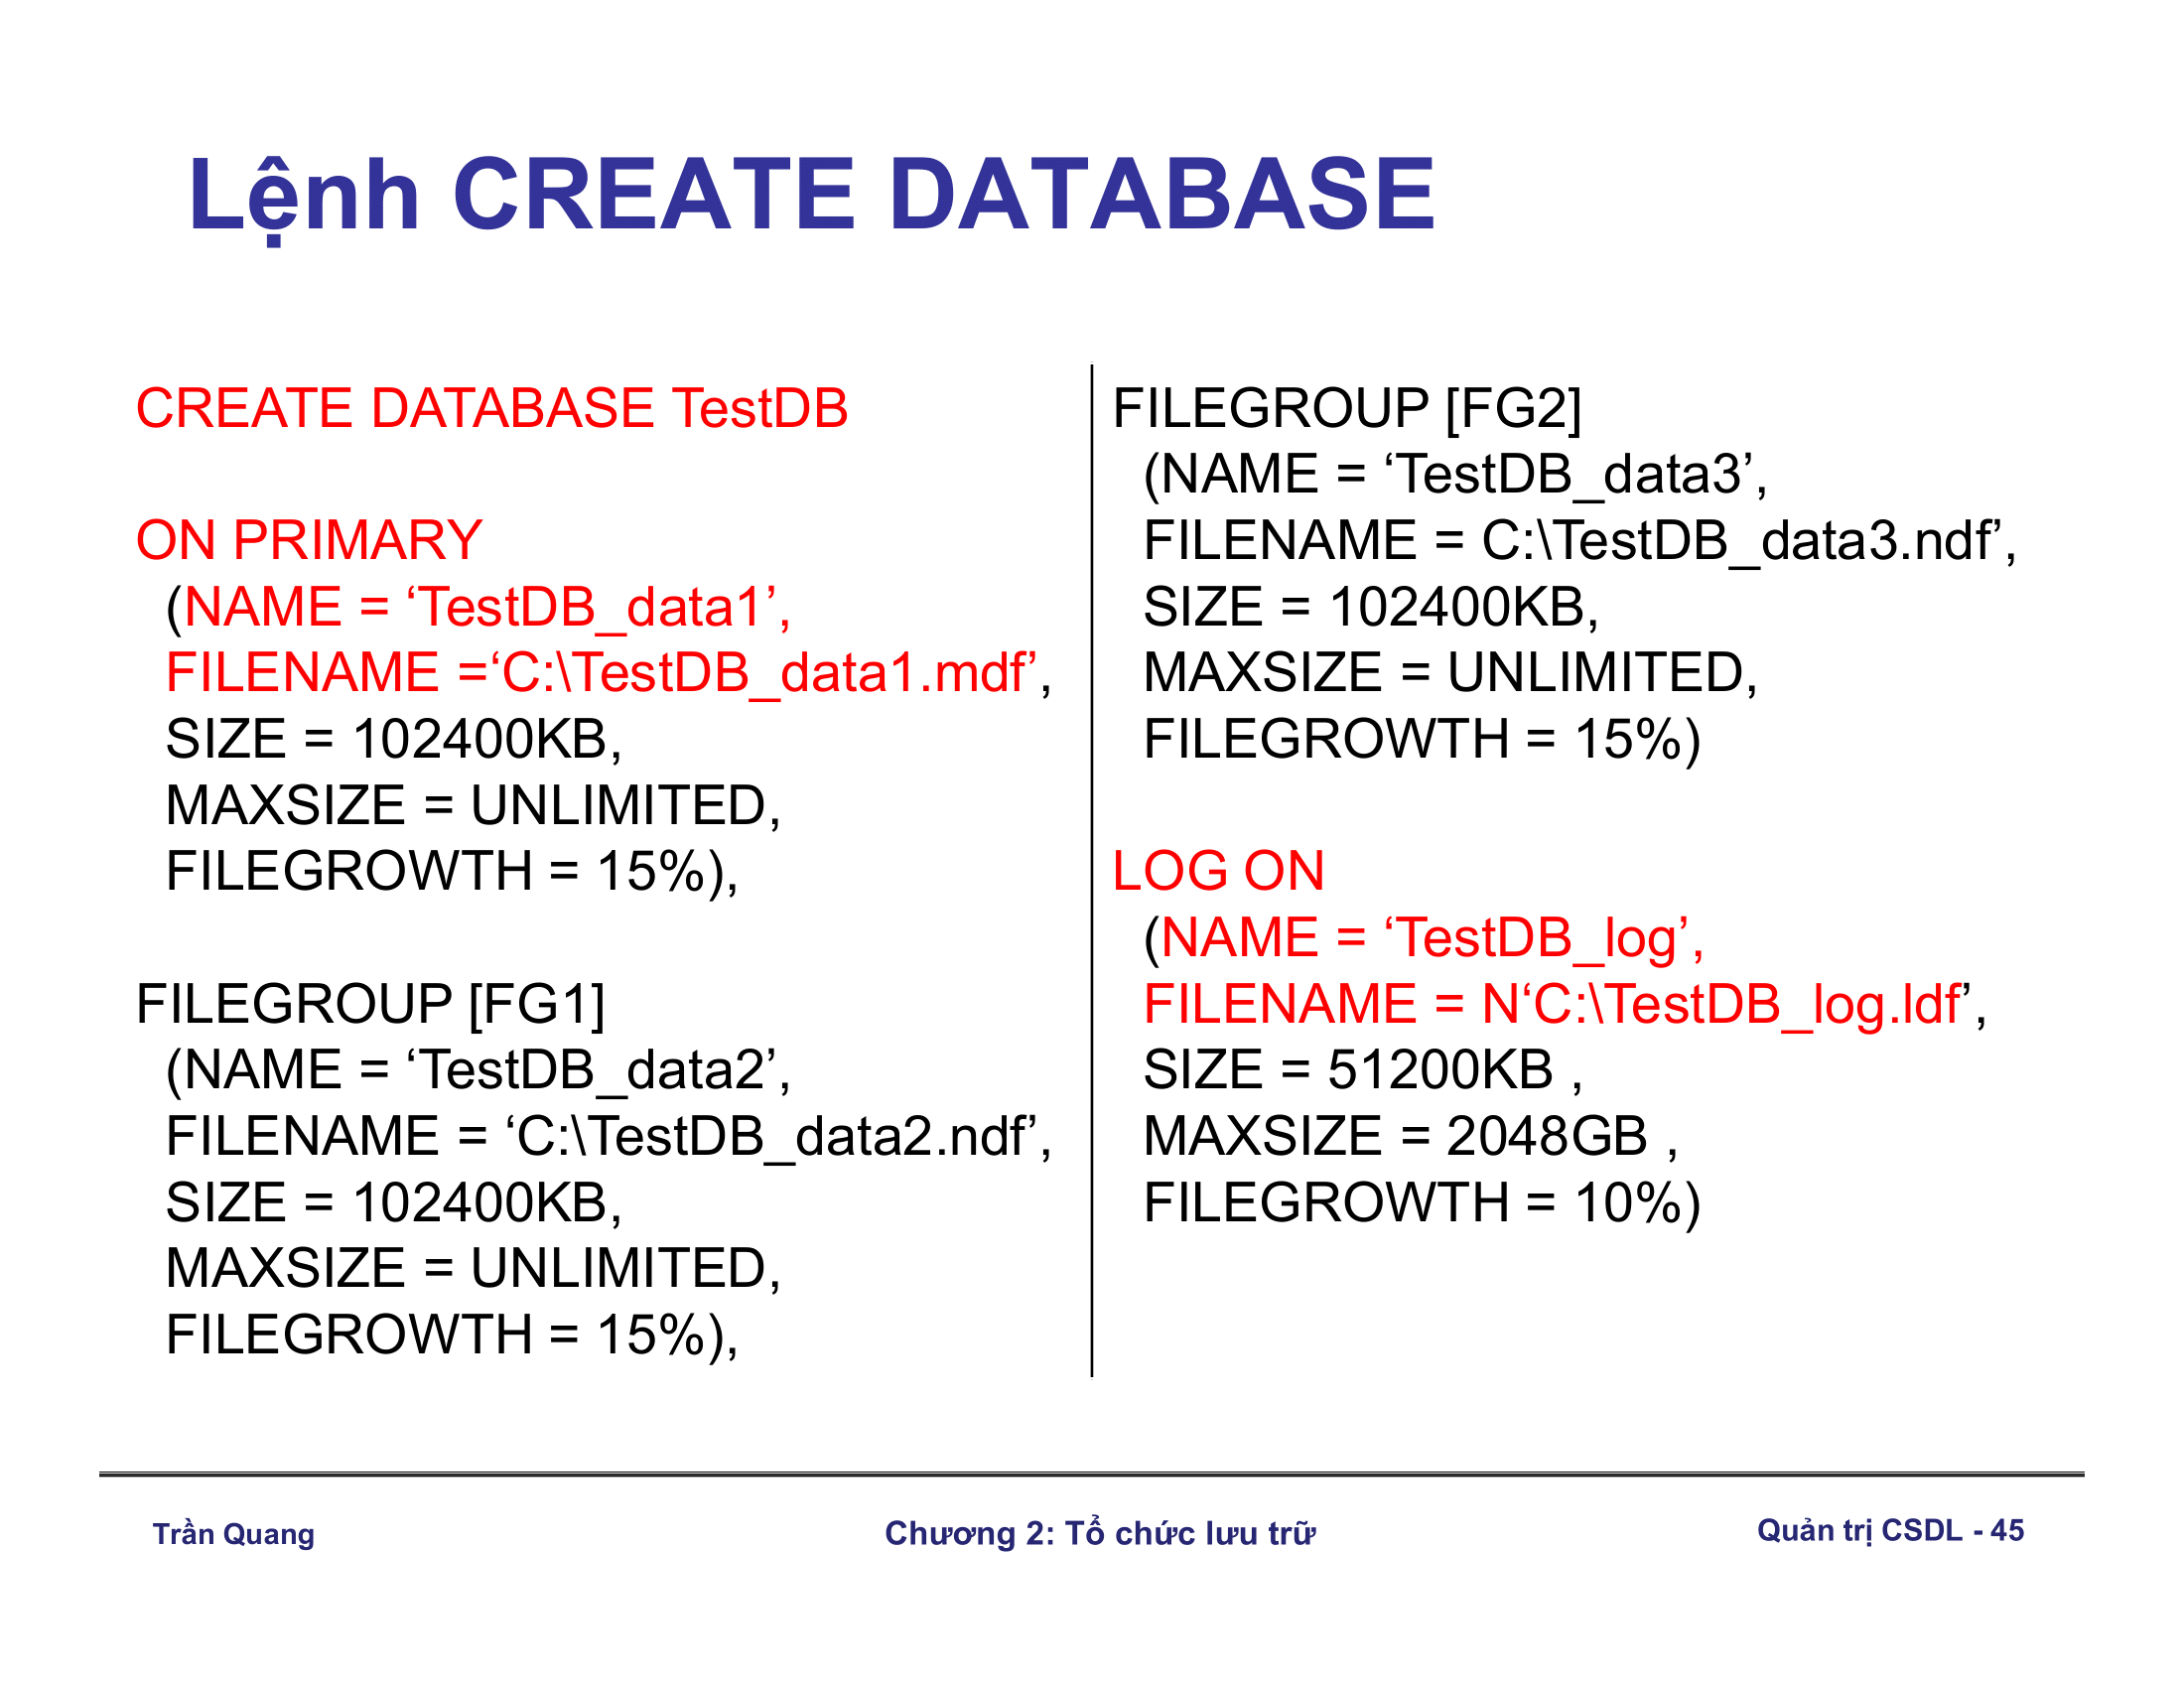 Lệnh CREATE DATABASE
CREATE DATABASE TestDB
ON PRIMARY
(NAME = ‘TestDB_data1’,
FILENAME =‘C:\TestDB_data1.mdf’,
SIZE = 102400KB,
MAXSIZE = UNLIMITED,
FILEGROWTH = 15%),
FILEGROUP [FG1]
(NAME = ‘TestDB_data2’,
FILENAME = ‘C:\TestDB_data2.ndf’,
SIZE = 102400KB,
MAXSIZE = UNLIMITED,
FILEGROWTH = 15%),
FILEGROUP [FG2]
(NAME = ‘TestDB_data3’,
FILENAME = C:\TestDB_data3.ndf’,
SIZE = 102400KB,
MAXSIZE = UNLIMITED,
FILEGROWTH = 15%)
LOG ON
(NAME = ‘TestDB_log’,
FILENAME = N‘C:\TestDB_log.ldf’,
SIZE = 51200KB ,
MAXSIZE = 2048GB ,
FILEGROWTH = 10%)
Trần Quang
Chương 2: Tổ chức lưu trữ
Quản trị CSDL - 45